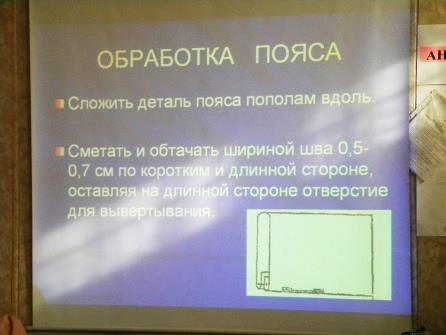 ОБРАБОТКА ПОЯСА
Сложить деталь пояса пополам вдоль.
Сметать и обтачать шириной шва 0,5-
0,7 см по коротким и длинной стороне,
оставляя на длинной стороне отверстие
для вывертывания.
АН